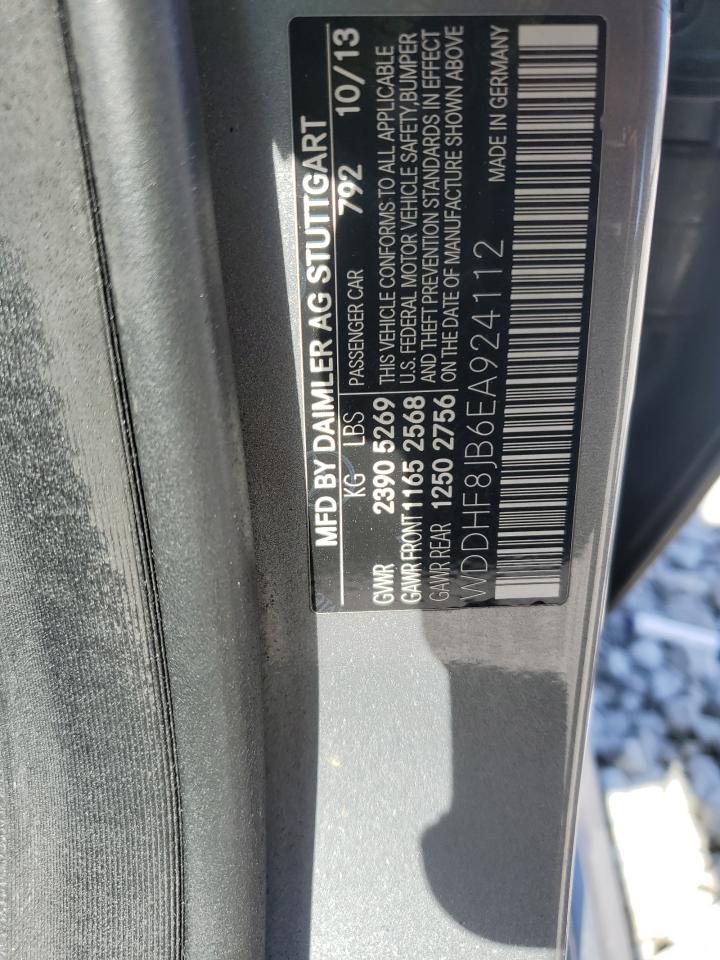 MFD BY DAIMLER AG STUTTGART
792 10/13
KG LBS
PASSENGER CAR
GVWR 2390 5269
GAWR FRONT 1165 2568
GAWR REAR 1250 2756
THIS VEHICLE CONFORMS TO ALL APPLICABLE
U.S. FEDERAL MOTOR VEHICLE SAFETY, BUMPER
AND THEFT PREVENTION STANDARDS IN EFFECT
ON THE DATE OF MANUFACTURE SHOWN ABOVE
WDDHF8JB6EA924112
MADE IN GERMANY